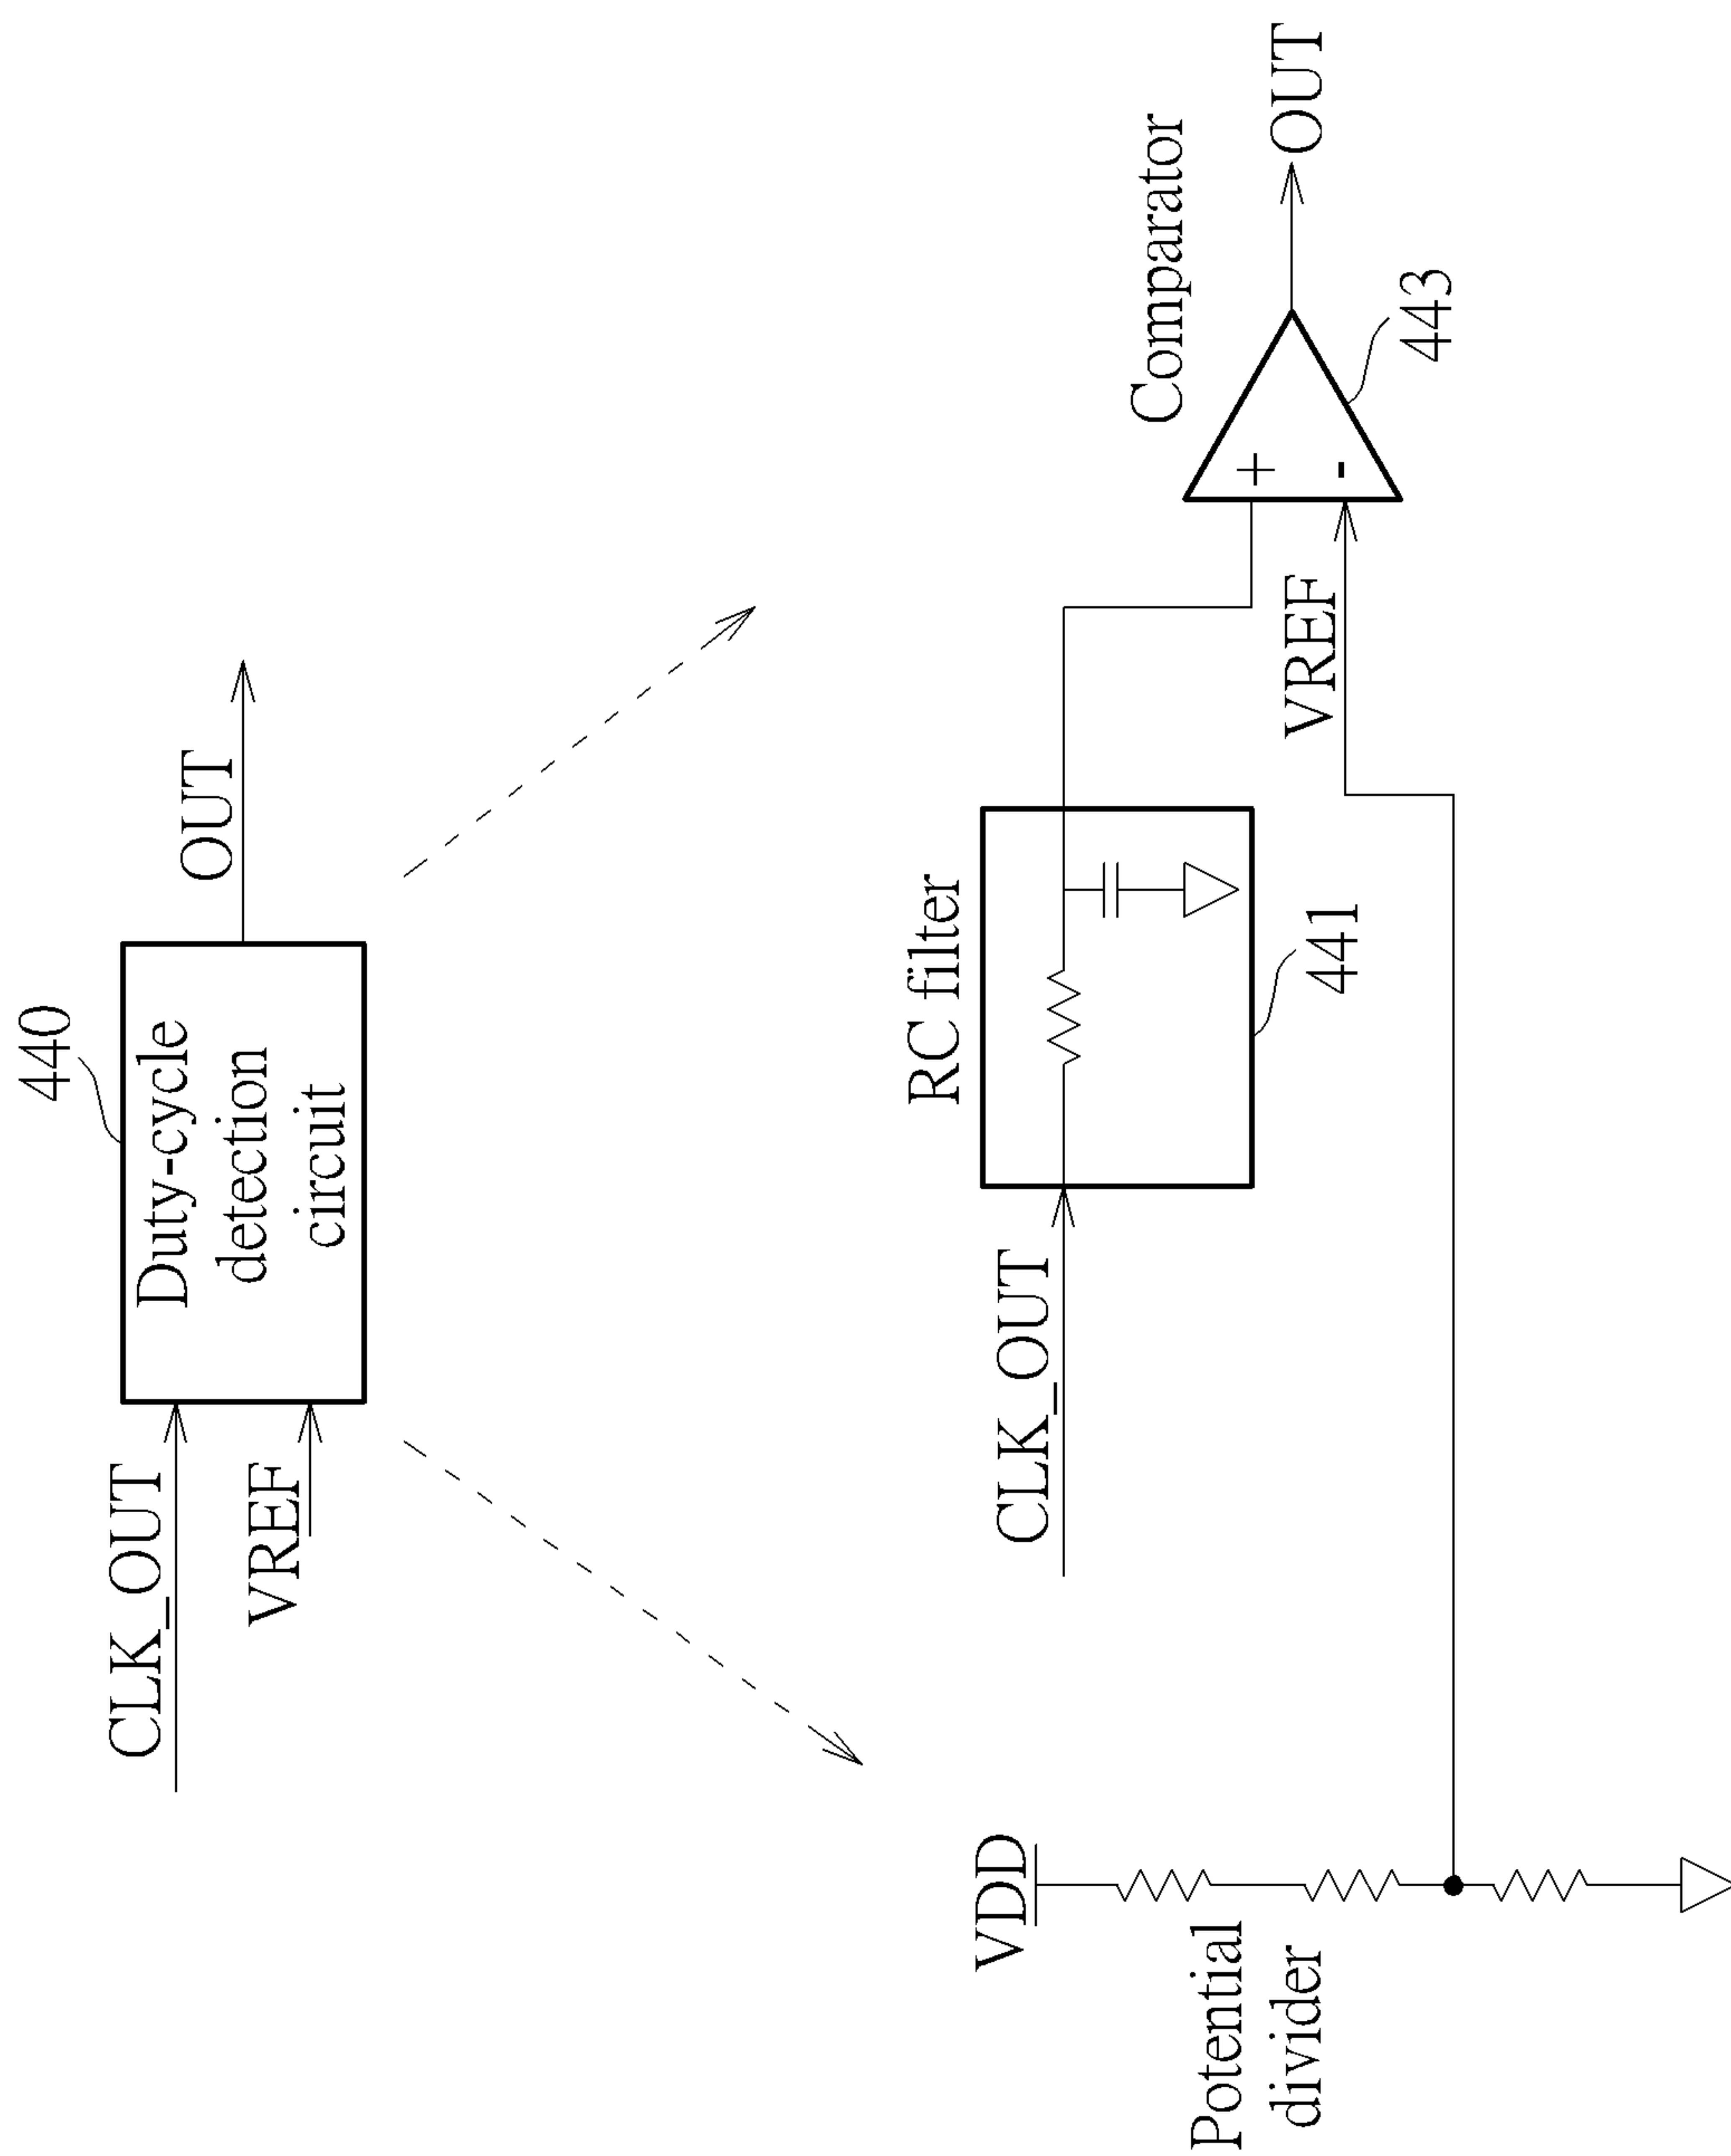 440
CLK_OUT
VREF
Duty-cycle
detection
circuit
OUT
VDD
Potential
divider
CLK_OUT
RC filter
441
VREF
Comparator
+
-
443
OUT